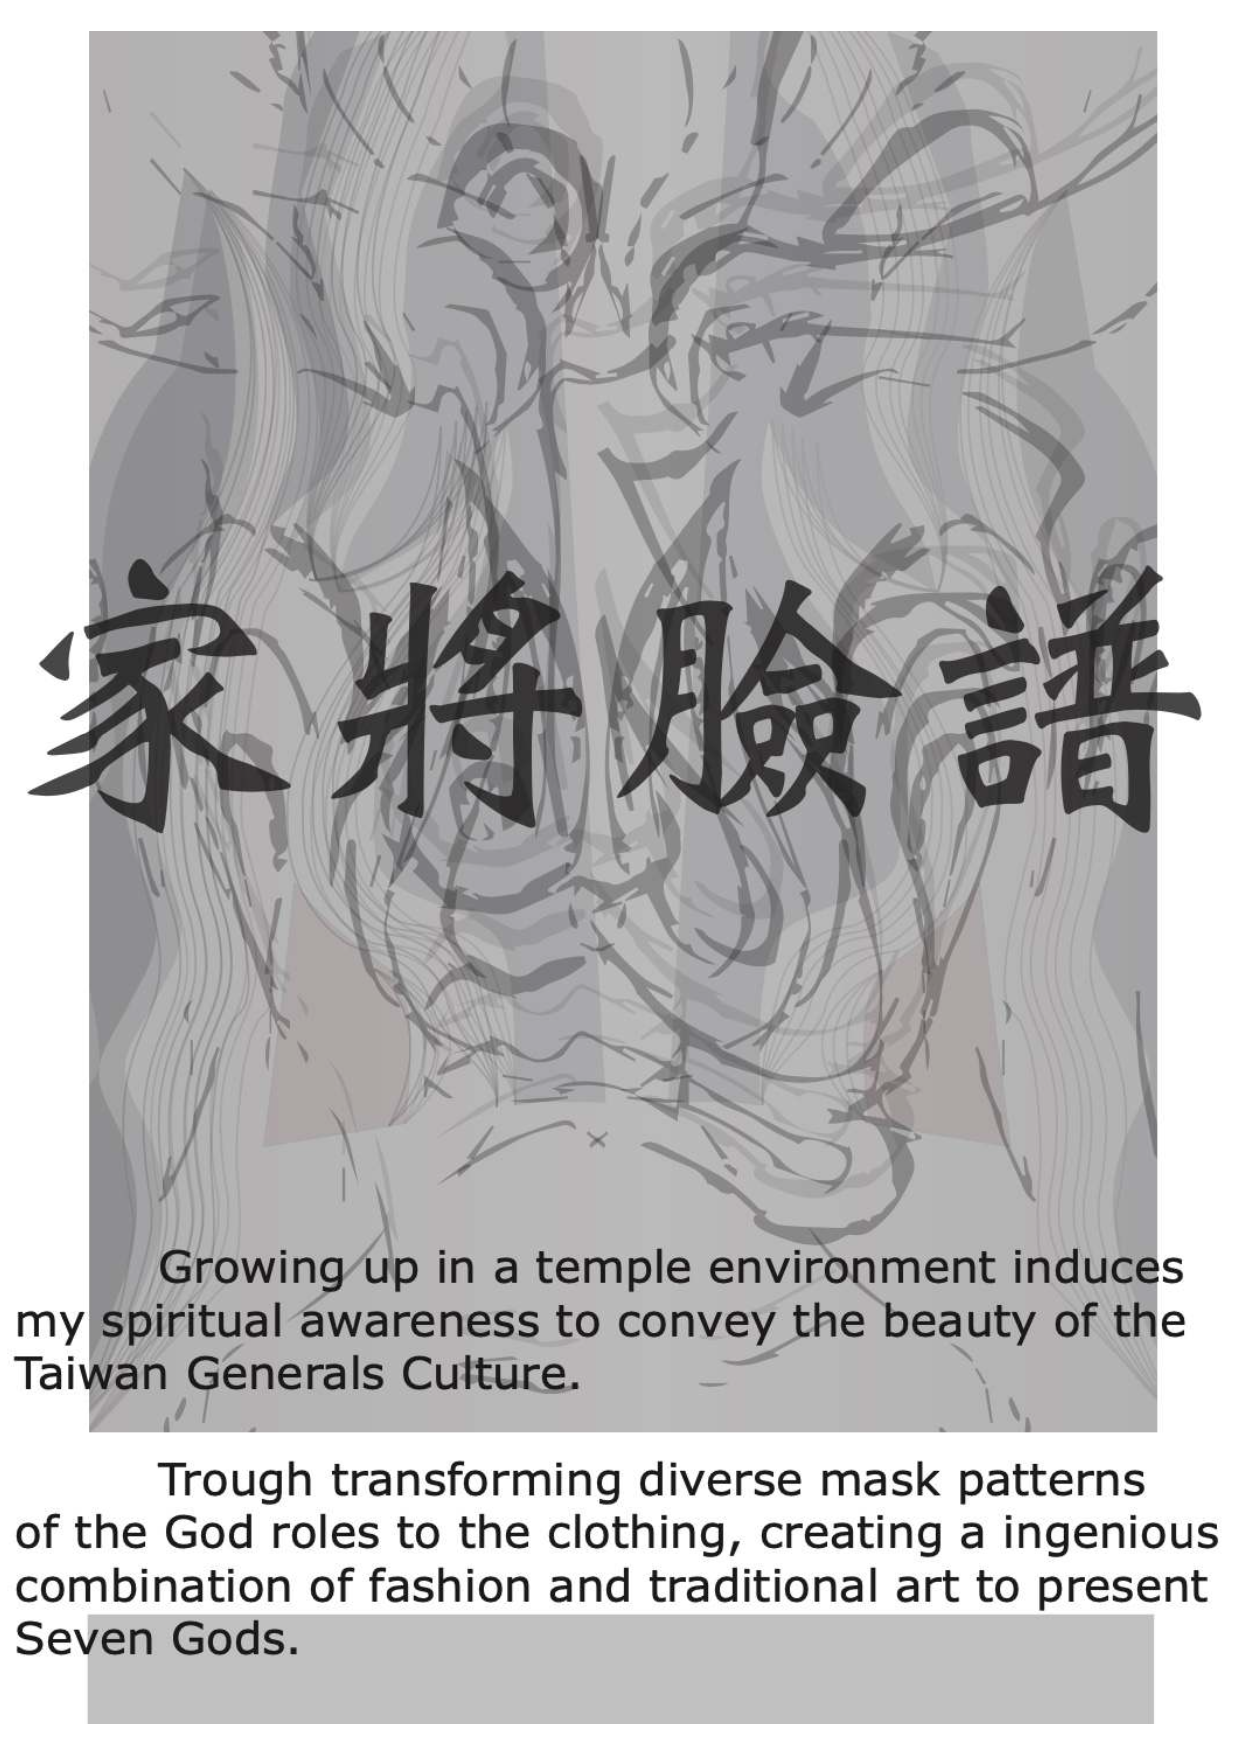 家將臉譜
Growing up in a temple environment induces
my spiritual awareness to convey the beauty of the
Taiwan Generals Culture.
Trough transforming diverse mask patterns
of the God roles to the clothing, creating a ingenious
combination of fashion and traditional art to present
Seven Gods.